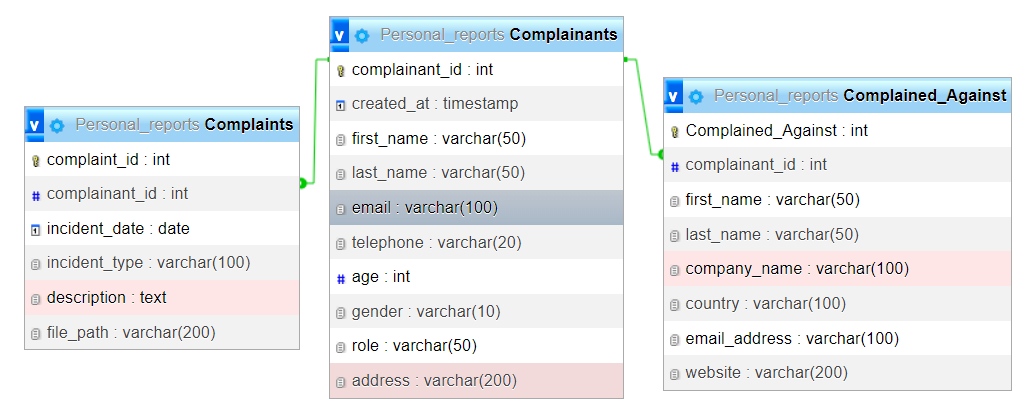 v Personal_reports Complaints
complaint_id : int
# complainant_id : int
incident_date : date
incident_type : varchar(100)
description : text
file_path : varchar(200)
v Personal_reports Complainants
complainant_id : int
created_at : timestamp
first_name : varchar(50)
last_name : varchar(50)
email : varchar(100)
telephone : varchar(20)
# age : int
gender : varchar(10)
role : varchar(50)
address : varchar(200)
v Personal_reports Complained_Against
Complained_Against : int
# complainant_id : int
first_name : varchar(50)
last_name : varchar(50)
company_name : varchar(100)
country : varchar(100)
email_address : varchar(100)
website : varchar(200)